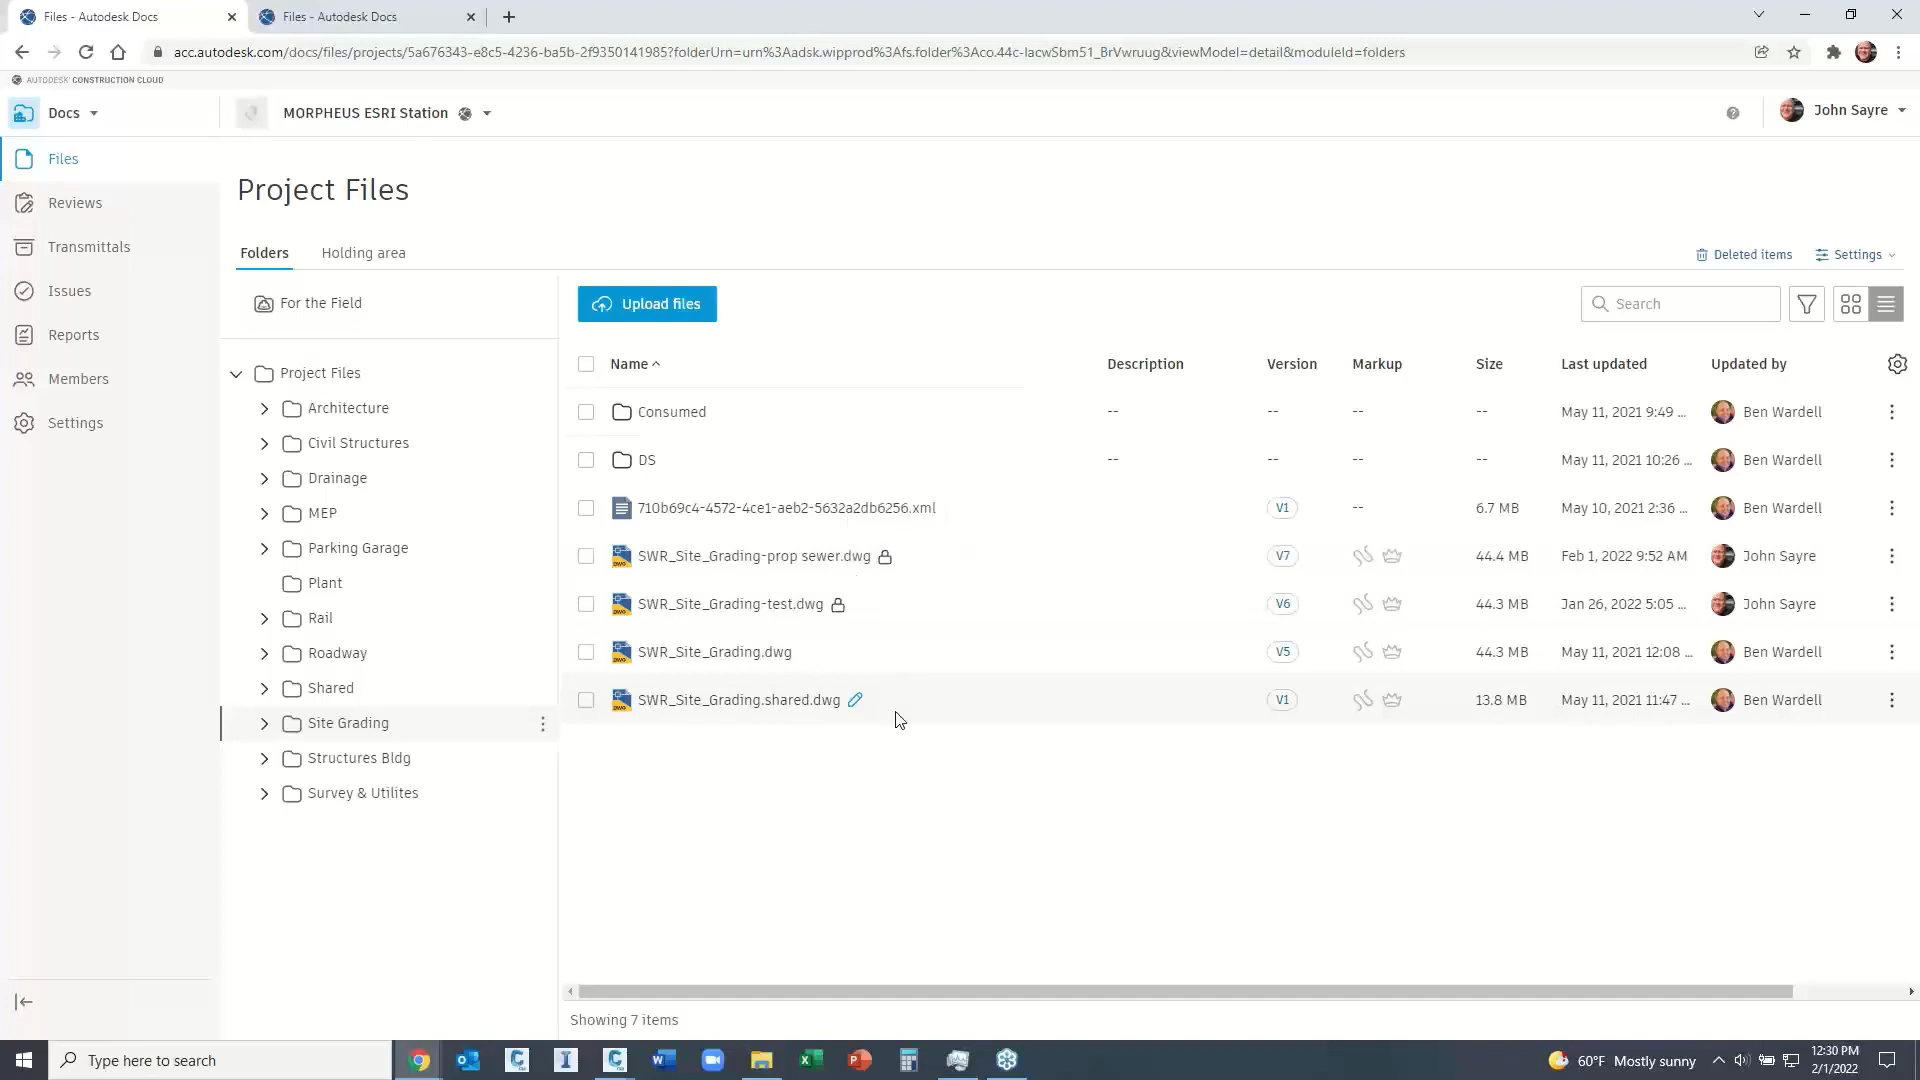 Files - Autodesk Docs
Files - Autodesk Docs
acc.autodesk.com/docs/files/projects/5a676343-e8c5-4236-ba5b-2f9350141985?folderUrn=urn%3Aadsk.wipprod%3Afs.folder%3Aco.44c-IacwSbm51_BrVwruug&viewModel=detail&moduleId=folders
AUTODESK® CONSTRUCTION CLOUD
Docs
MORPHEUS ESRI Station
John Sayre
Files
Reviews
Transmittals
Issues
Reports
Members
Settings
Project Files
Folders
Holding area
Deleted items
Settings
For the Field
Project Files
Architecture
Civil Structures
Drainage
MEP
Parking Garage
Plant
Rail
Roadway
Shared
Site Grading
Structures Bldg
Survey & Utilites
Upload files
Search
Name Description Version Markup Size Last updated Updated by
Consumed -- -- -- -- May 11, 2021 9:49 ... Ben Wardell
DS -- -- -- -- May 11, 2021 10:26 ... Ben Wardell
710b69c4-4572-4ce1-aeb2-5632a2db6256.xml V1 -- 6.7 MB May 10, 2021 2:36 ... Ben Wardell
SWR_Site_Grading-prop sewer.dwg V7 44.4 MB Feb 1, 2022 9:52 AM John Sayre
SWR_Site_Grading-test.dwg V6 44.3 MB Jan 26, 2022 5:05 ... John Sayre
SWR_Site_Grading.dwg V5 44.3 MB May 11, 2021 12:08 ... Ben Wardell
SWR_Site_Grading.shared.dwg V1 13.8 MB May 11, 2021 11:47 ... Ben Wardell
Showing 7 items
Type here to search
60°F Mostly sunny
12:30 PM
2/1/2022